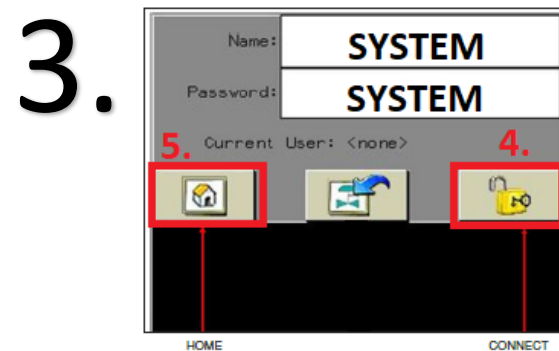 3.
Name: SYSTEM
Password: SYSTEM
Current User: <none>
5.
4.
HOME
CONNECT